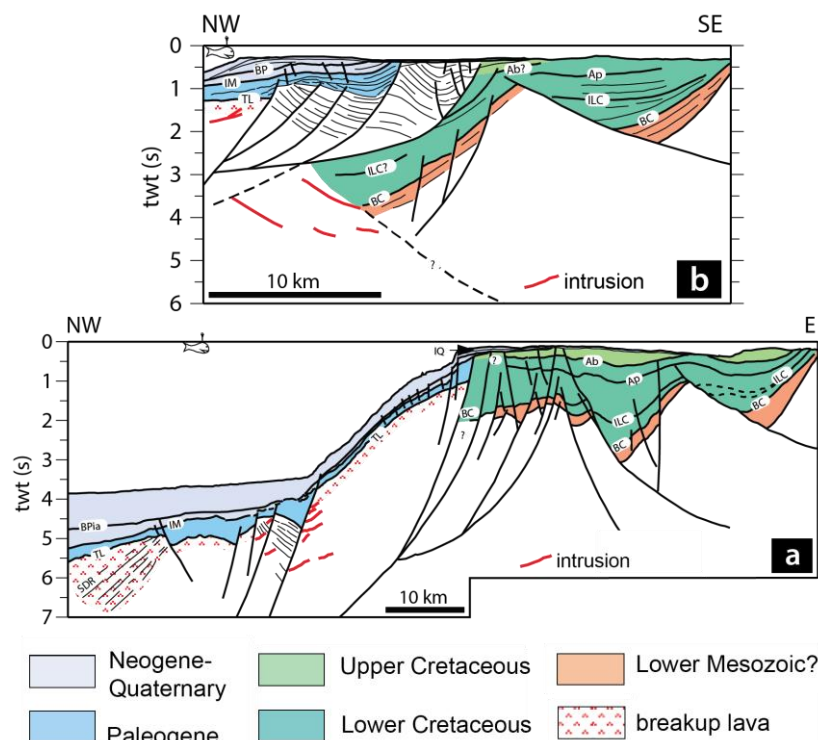 NW SE
0
1
2
3
4
5
6
twt (s)
BP
IM
TL
Ab?
Ap
ILC
BC
ILC?
BC
?
10 km
intrusion
b
NW E
0
1
2
3
4
5
6
7
twt (s)
IQ
?
Ab
Ap
ILC
BC
ILC
BC
BC
?
TL
BPia
IM
TL
SDR
10 km
intrusion
a
Neogene-
Quaternary
Upper Cretaceous
Lower Mesozoic?
Paleogene
Lower Cretaceous
breakup lava